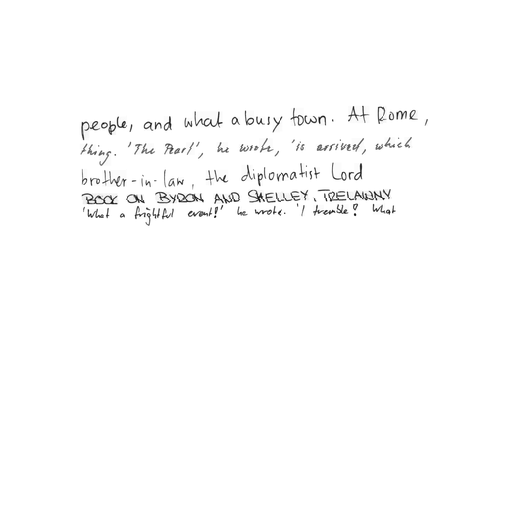 people, and what a busy town. At Rome,
thing. 'The Pearl', he wrote, 'is arrived, which
brother-in-law, the diplomatist Lord
BOOK ON BYRON AND SHELLEY, TRELAWNY
'What a frightful event!' he wrote. 'I tremble! What